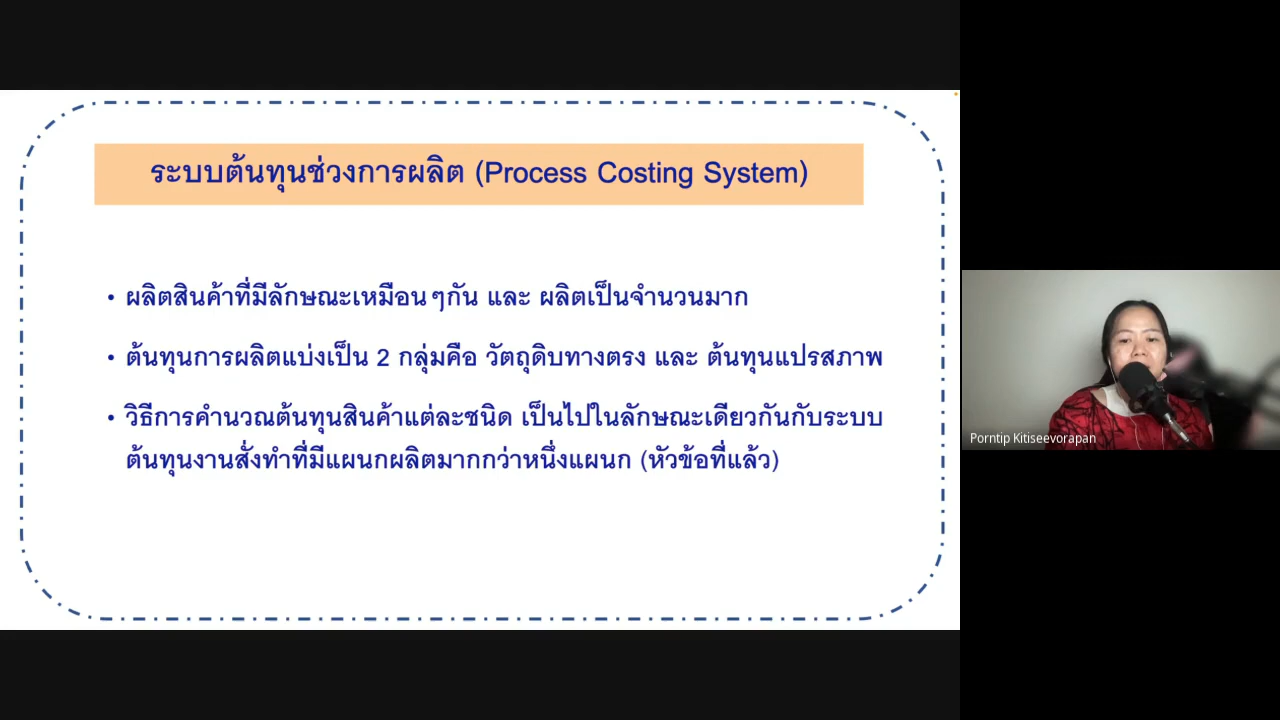 ระบบต้นทุนช่วงการผลิต (Process Costing System)
• ผลิตสินค้าที่มีลักษณะเหมือนๆกัน และ ผลิตเป็นจำนวนมาก
• ต้นทุนการผลิตแบ่งเป็น 2 กลุ่มคือ วัตถุดิบทางตรง และ ต้นทุนแปรสภาพ
• วิธีการคำนวณต้นทุนสินค้าแต่ละชนิด เป็นไปในลักษณะเดียวกันกับระบบ
ต้นทุนงานสั่งทำที่มีแผนกผลิตมากกว่าหนึ่งแผนก (หัวข้อที่แล้ว)
Porntip Kitiseevorapan